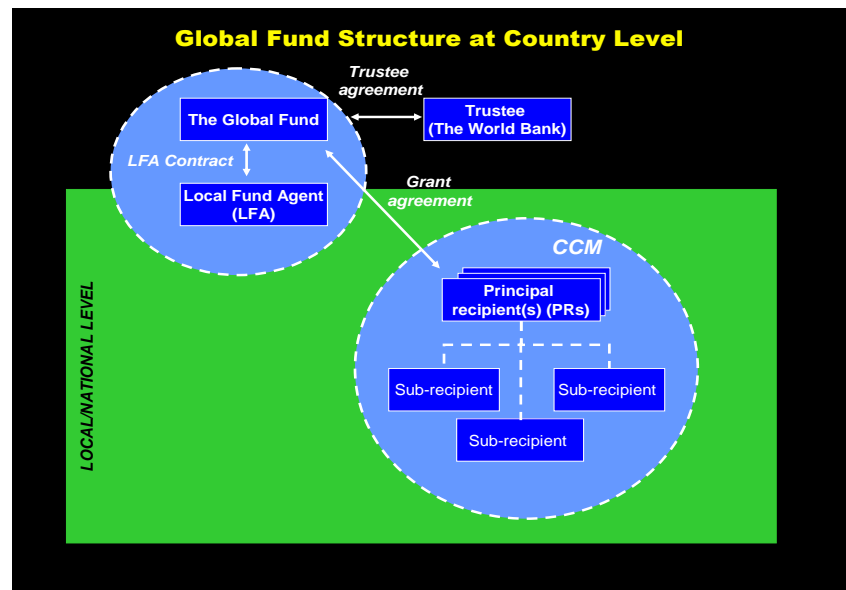 Global Fund Structure at Country Level
Trustee
agreement
The Global Fund
Trustee
(The World Bank)
LFA Contract
Local Fund Agent
(LFA)
Grant
agreement
CCM
Principal
recipient(s) (PRs)
Sub-recipient
Sub-recipient
Sub-recipient
LOCAL/NATIONAL LEVEL